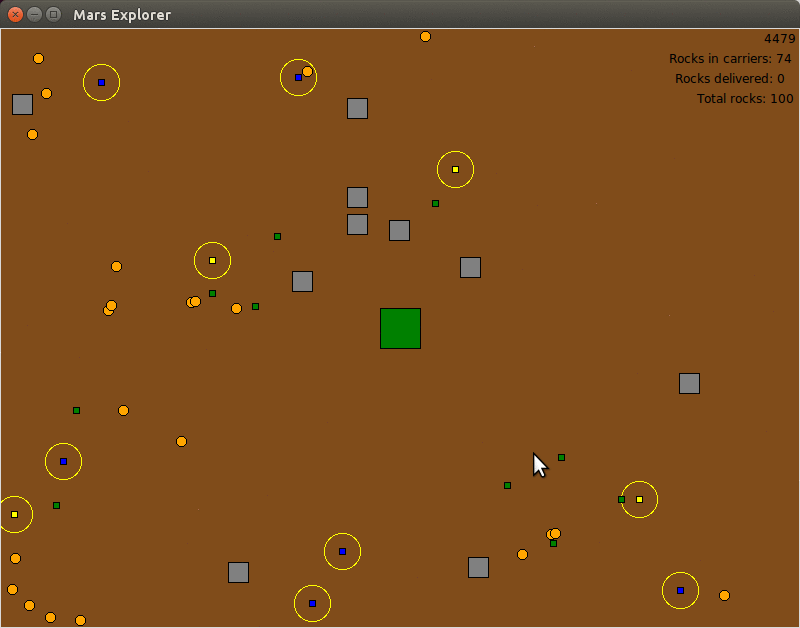 Mars Explorer
4479
Rocks in carriers: 74
Rocks delivered: 0
Total rocks: 100